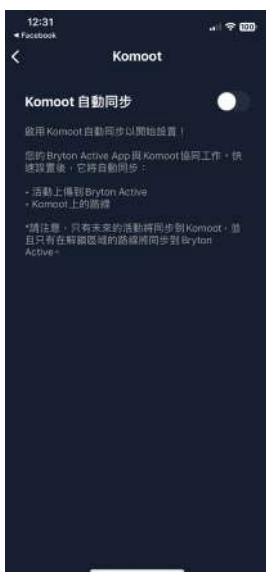 12:31
100
◀ Facebook
Komoot
Komoot 自動同步
啟用 Komoot 自動同步以開始設置！
您的 Bryton Active App 與 Komoot 協同工作。快
速設置後，它將自動同步：
- 活動上傳到 Bryton Active
- Komoot 上的路線
*請注意，只有未來的活動將同步到 Komoot，並
且只有在解鎖區域的路線將同步到 Bryton
Active。